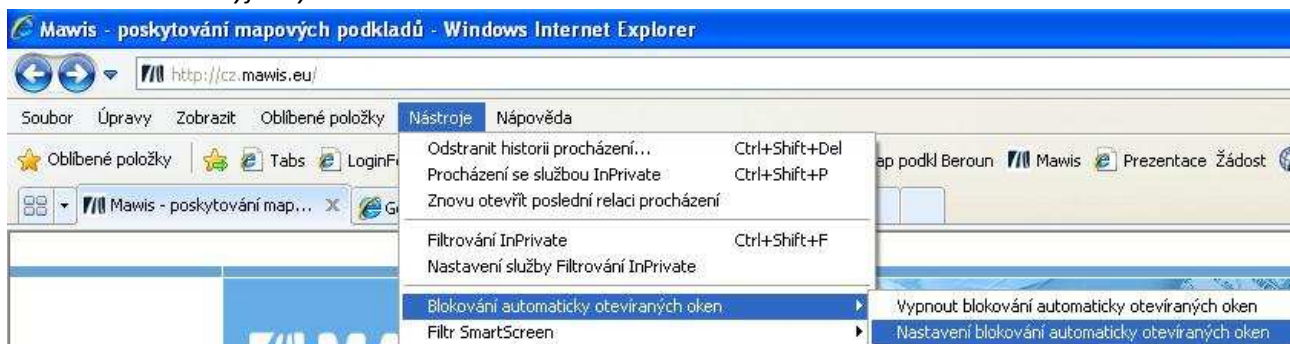 Mawis - poskytování mapových podkladů - Windows Internet Explorer
http://cz.mawis.eu/
Soubor Úpravy Zobrazit Oblíbené položky Nástroje Nápověda
Odstranit historii procházení... Ctrl+Shift+Del
Oblíbené položky Tabs podkl Beroun Mawis Prezentace Žádost
Procházení se službou InPrivate Ctrl+Shift+P
Mawis - poskytování map...
Znovu otevřít poslední relaci procházení
Filtrování InPrivate Ctrl+Shift+F
Nastavení služby Filtrování InPrivate
Blokování automaticky otevíraných oken Vypnout blokování automaticky otevíraných oken
Filtr SmartScreen Nastavení blokování automaticky otevíraných oken